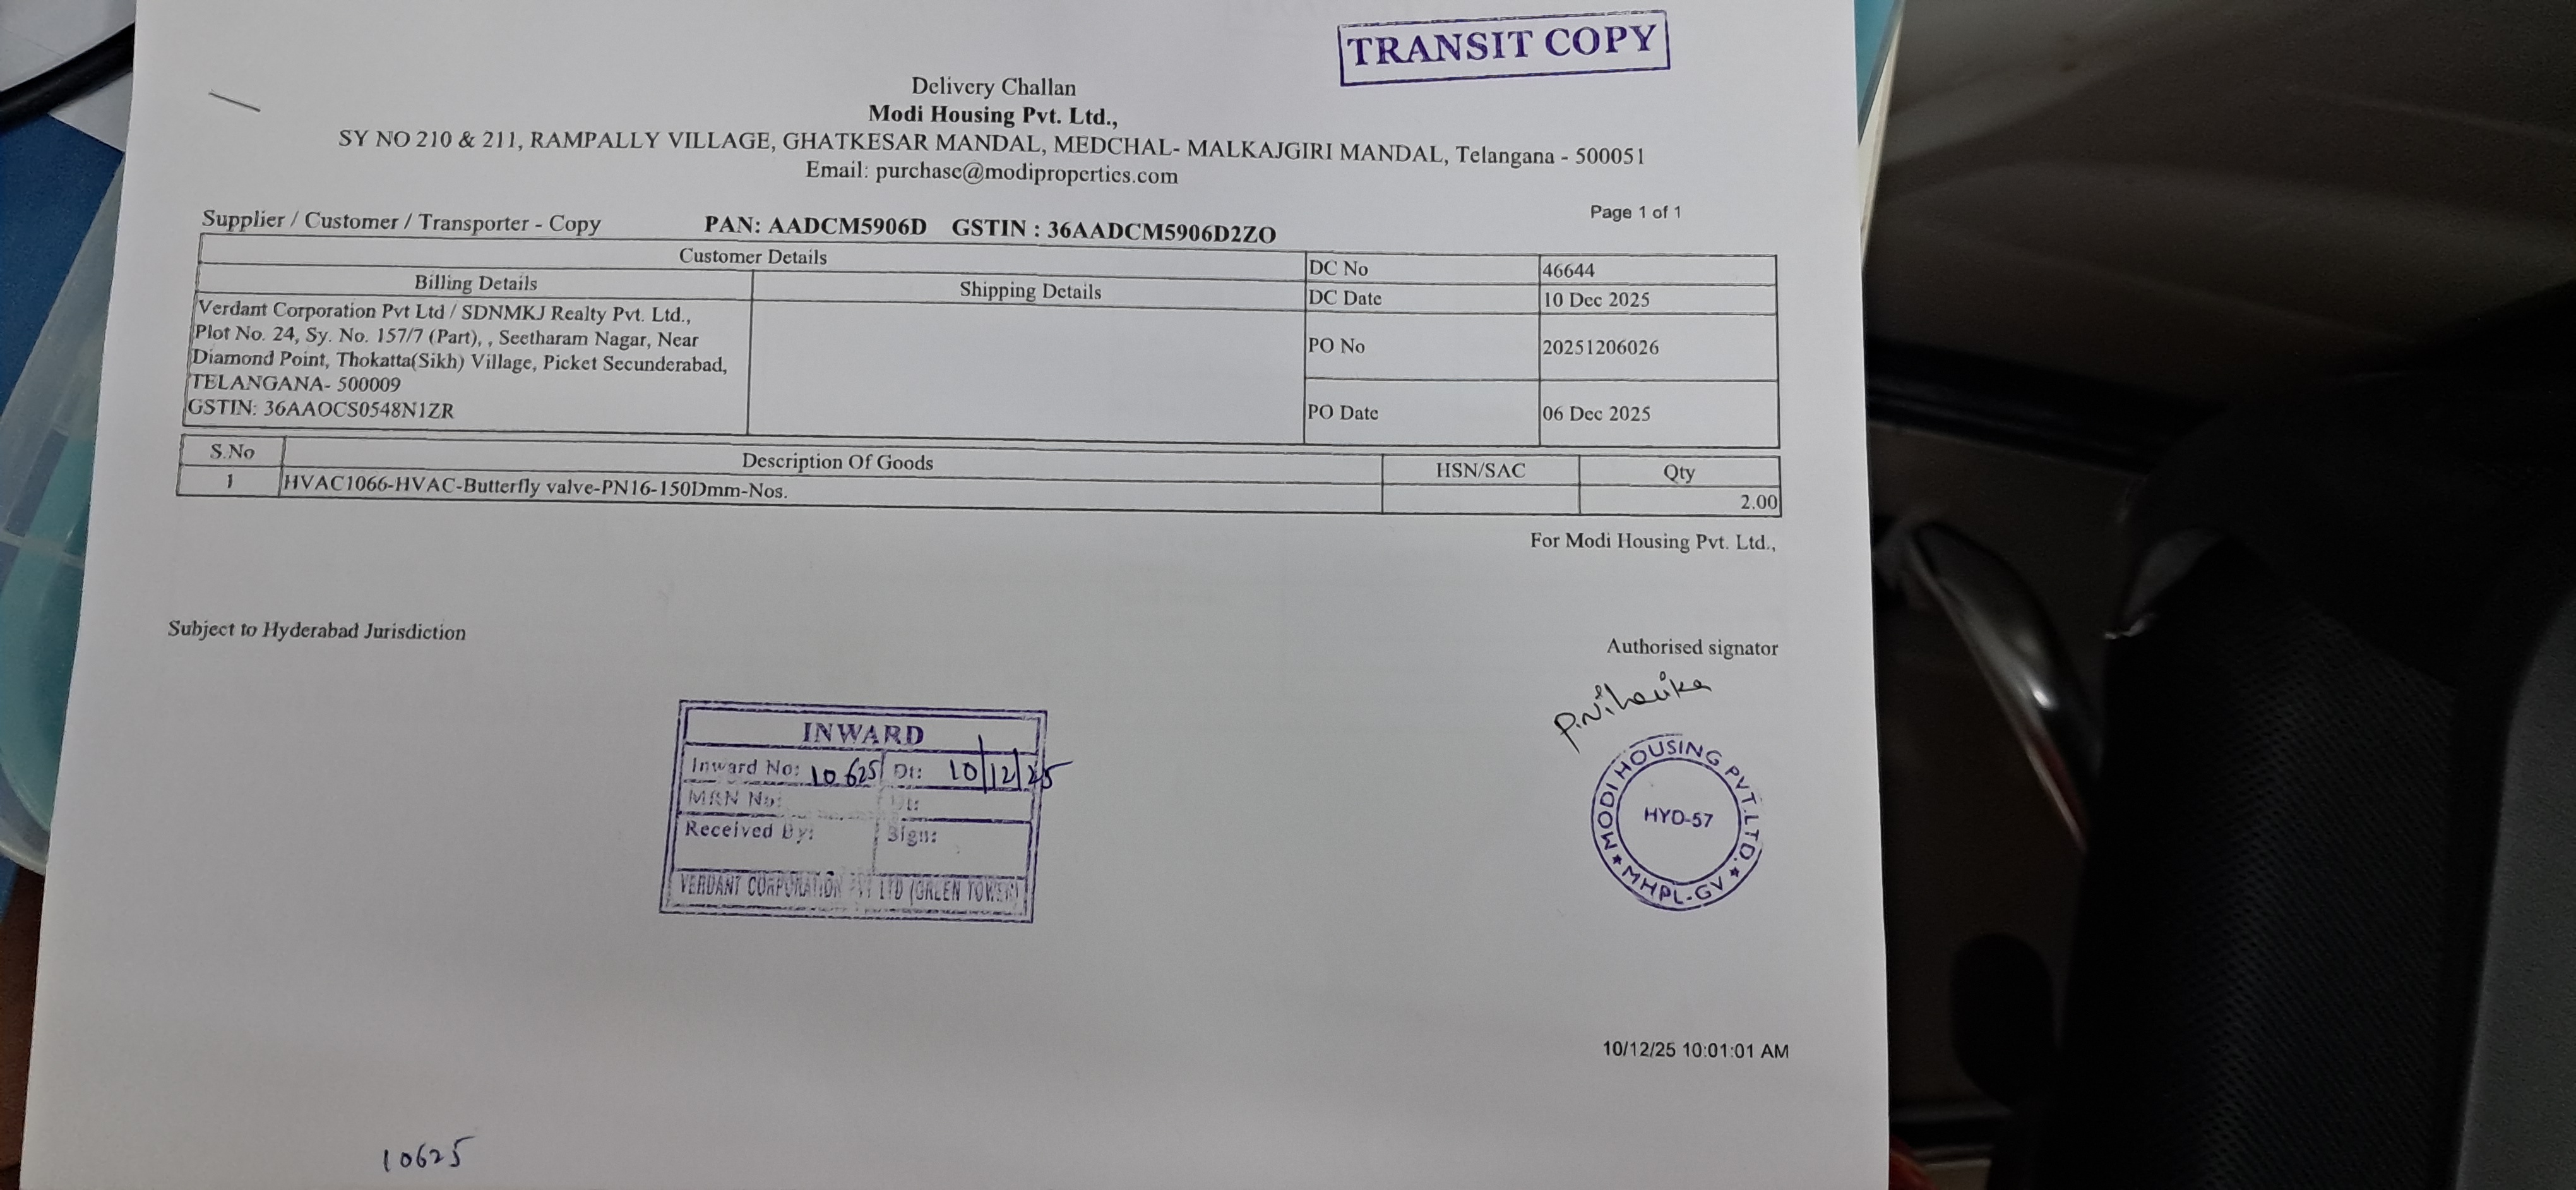 TRANSIT COPY
Delivery Challan
Modi Housing Pvt. Ltd.,
SY NO 210 & 211, RAMPALLY VILLAGE, GHATKESAR MANDAL, MEDCHAL- MALKAJGIRI MANDAL, Telangana - 500051
Email: purchase@modiproperties.com
Page 1 of 1
Supplier / Customer / Transporter - Copy PAN: AADCM5906D GSTIN : 36AADCM5906D2ZO
Customer Details
Billing Details
Shipping Details
Verdant Corporation Pvt Ltd / SDNMKJ Realty Pvt. Ltd.,
Plot No. 24, Sy. No. 157/7 (Part), , Seetharam Nagar, Near
Diamond Point, Thokatta(Sikh) Village, Picket Secunderabad,
TELANGANA- 500009
GSTIN: 36AAOCS0548N1ZR
DC No 46644
DC Date 10 Dec 2025
PO No 20251206026
PO Date 06 Dec 2025
S.No Description Of Goods HSN/SAC Qty
1 HVAC1066-HVAC-Butterfly valve-PN16-150Dmm-Nos. 2.00
For Modi Housing Pvt. Ltd.,
Subject to Hyderabad Jurisdiction
Authorised signator
P.Niharika
MODI HOUSING PVT. LTD.
HYD-57
★ MHPL-GV ★
INWARD
Inward No: 10625 Dt: 10/12/25
MRN No: Dt:
Received By: Sign:
VERDANT CORPORATION PVT LTD (GREEN TOWER)
10/12/25 10:01:01 AM
10625